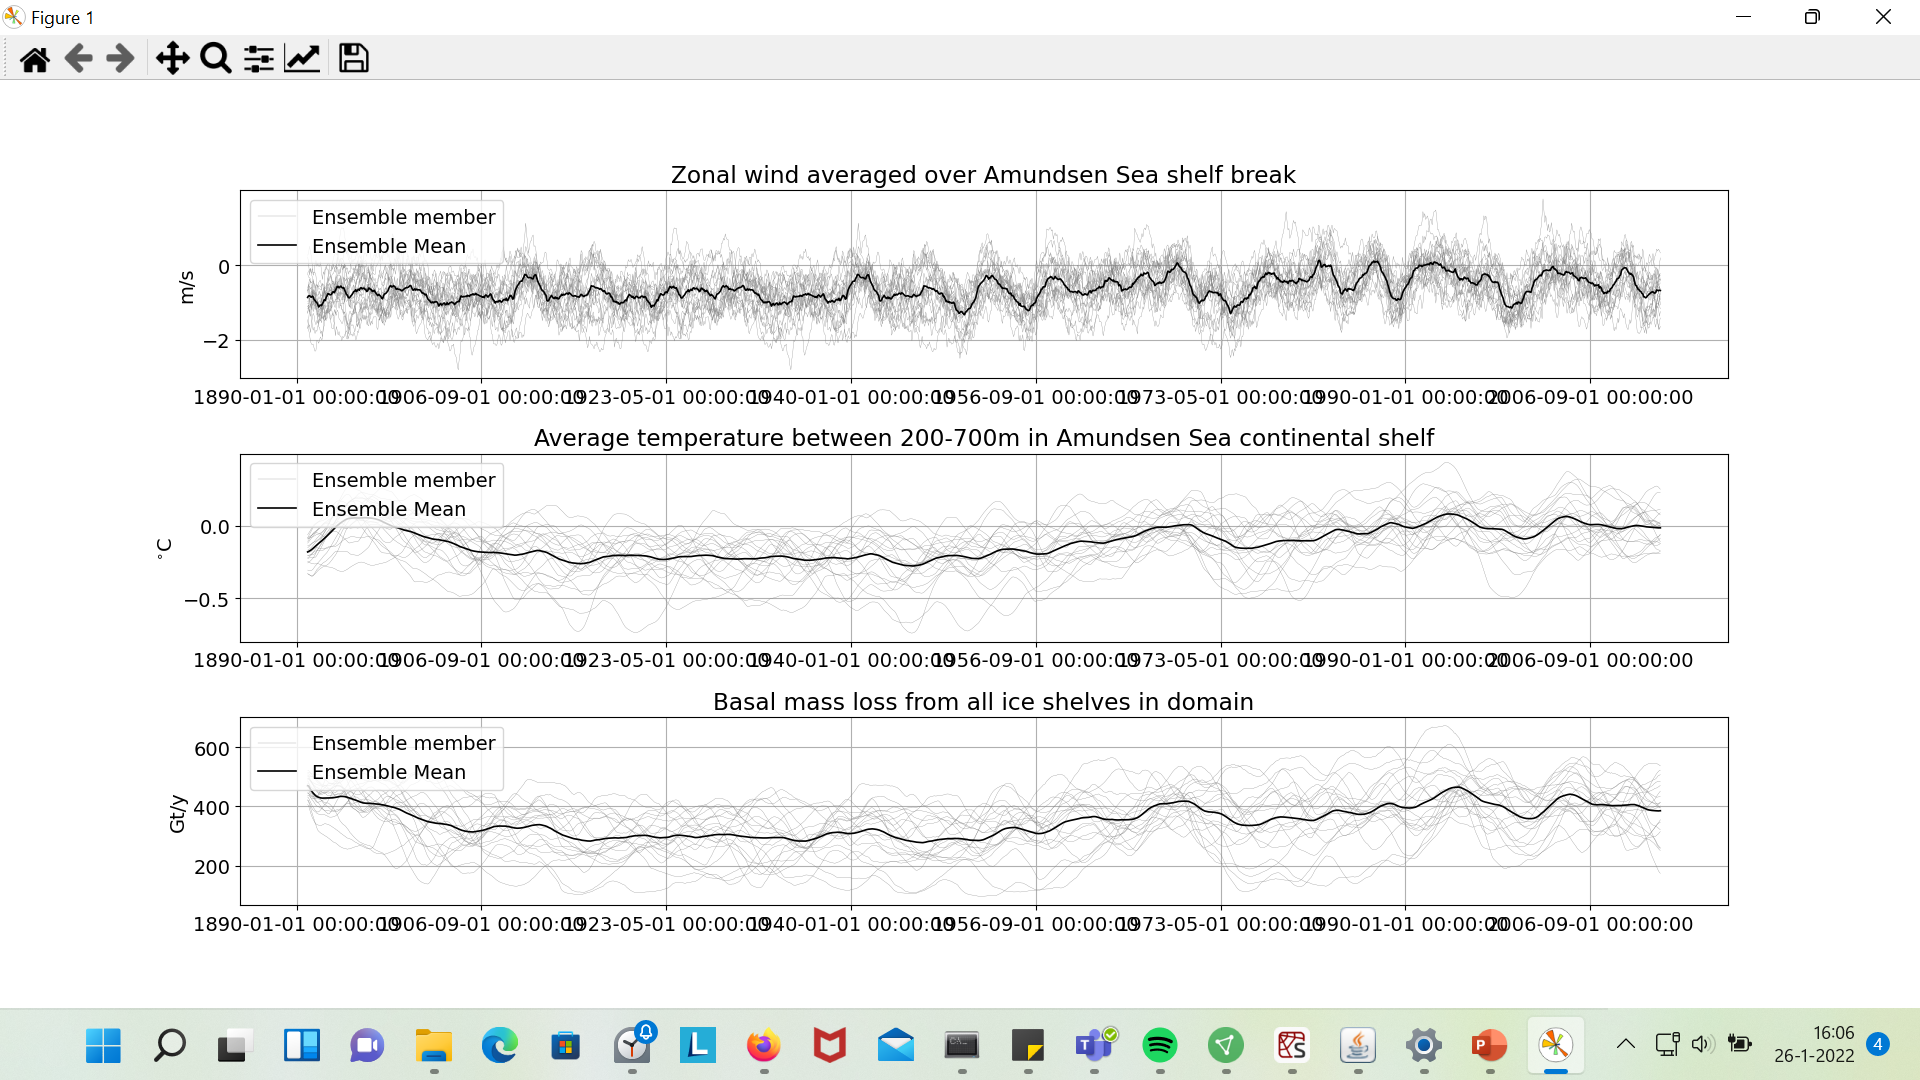 Figure 1
Zonal wind averaged over Amundsen Sea shelf break
Ensemble member
Ensemble Mean
m/s
0
−2
1890-01-01 00:00:00 1906-09-01 00:00:00 1923-05-01 00:00:00 1940-01-01 00:00:00 1956-09-01 00:00:00 1973-05-01 00:00:00 1990-01-01 00:00:00 2006-09-01 00:00:00
Average temperature between 200-700m in Amundsen Sea continental shelf
Ensemble member
Ensemble Mean
°C
0.0
−0.5
1890-01-01 00:00:00 1906-09-01 00:00:00 1923-05-01 00:00:00 1940-01-01 00:00:00 1956-09-01 00:00:00 1973-05-01 00:00:00 1990-01-01 00:00:00 2006-09-01 00:00:00
Basal mass loss from all ice shelves in domain
Ensemble member
Ensemble Mean
Gt/y
600
400
200
1890-01-01 00:00:00 1906-09-01 00:00:00 1923-05-01 00:00:00 1940-01-01 00:00:00 1956-09-01 00:00:00 1973-05-01 00:00:00 1990-01-01 00:00:00 2006-09-01 00:00:00
L
C:\_
T
P
16:06
26-1-2022
4